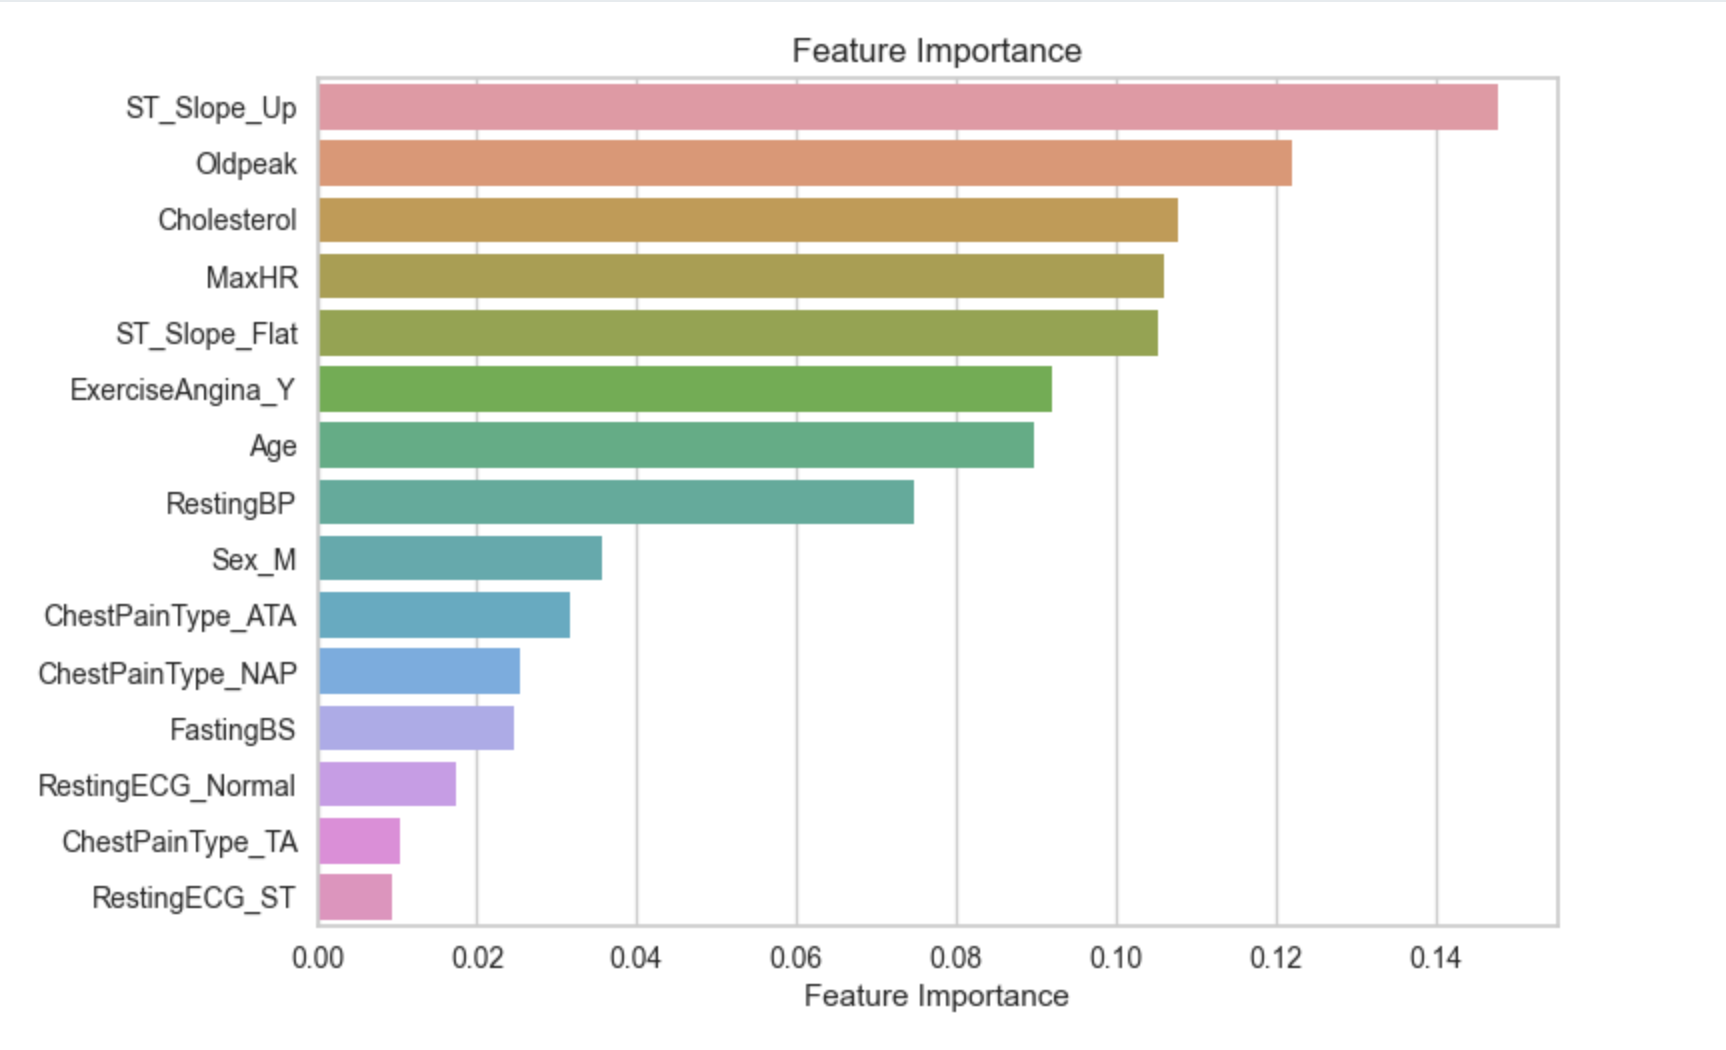 Feature Importance
ST_Slope_Up
Oldpeak
Cholesterol
MaxHR
ST_Slope_Flat
ExerciseAngina_Y
Age
RestingBP
Sex_M
ChestPainType_ATA
ChestPainType_NAP
FastingBS
RestingECG_Normal
ChestPainType_TA
RestingECG_ST
0.00 0.02 0.04 0.06 0.08 0.10 0.12 0.14
Feature Importance